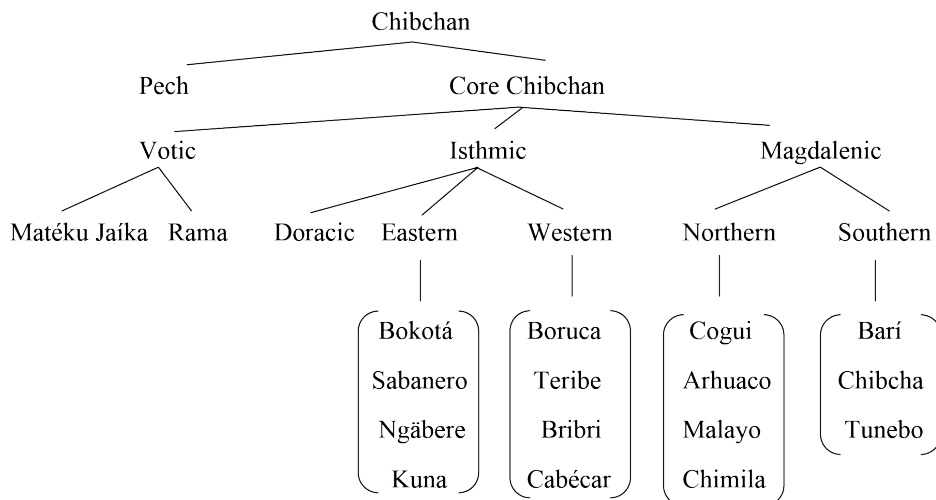 Chibchan
Pech Core Chibchan
Votic Isthmic Magdalenic
Matéku Jaíka Rama Doracic Eastern Western Northern Southern
Bokotá Boruca Cogui Barí
Sabanero Teribe Arhuaco Chibcha
Ngäbere Bribri Malayo Tunebo
Kuna Cabécar Chimila